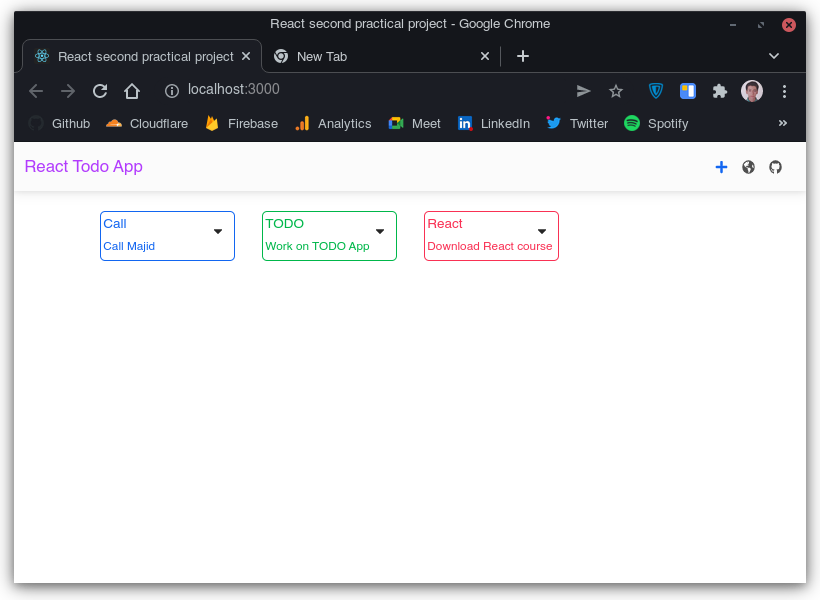 React second practical project - Google Chrome
React second practical project
New Tab
localhost:3000
Github Cloudflare Firebase Analytics Meet LinkedIn Twitter Spotify »
React Todo App
Call TODO React
Call Majid Work on TODO App Download React course